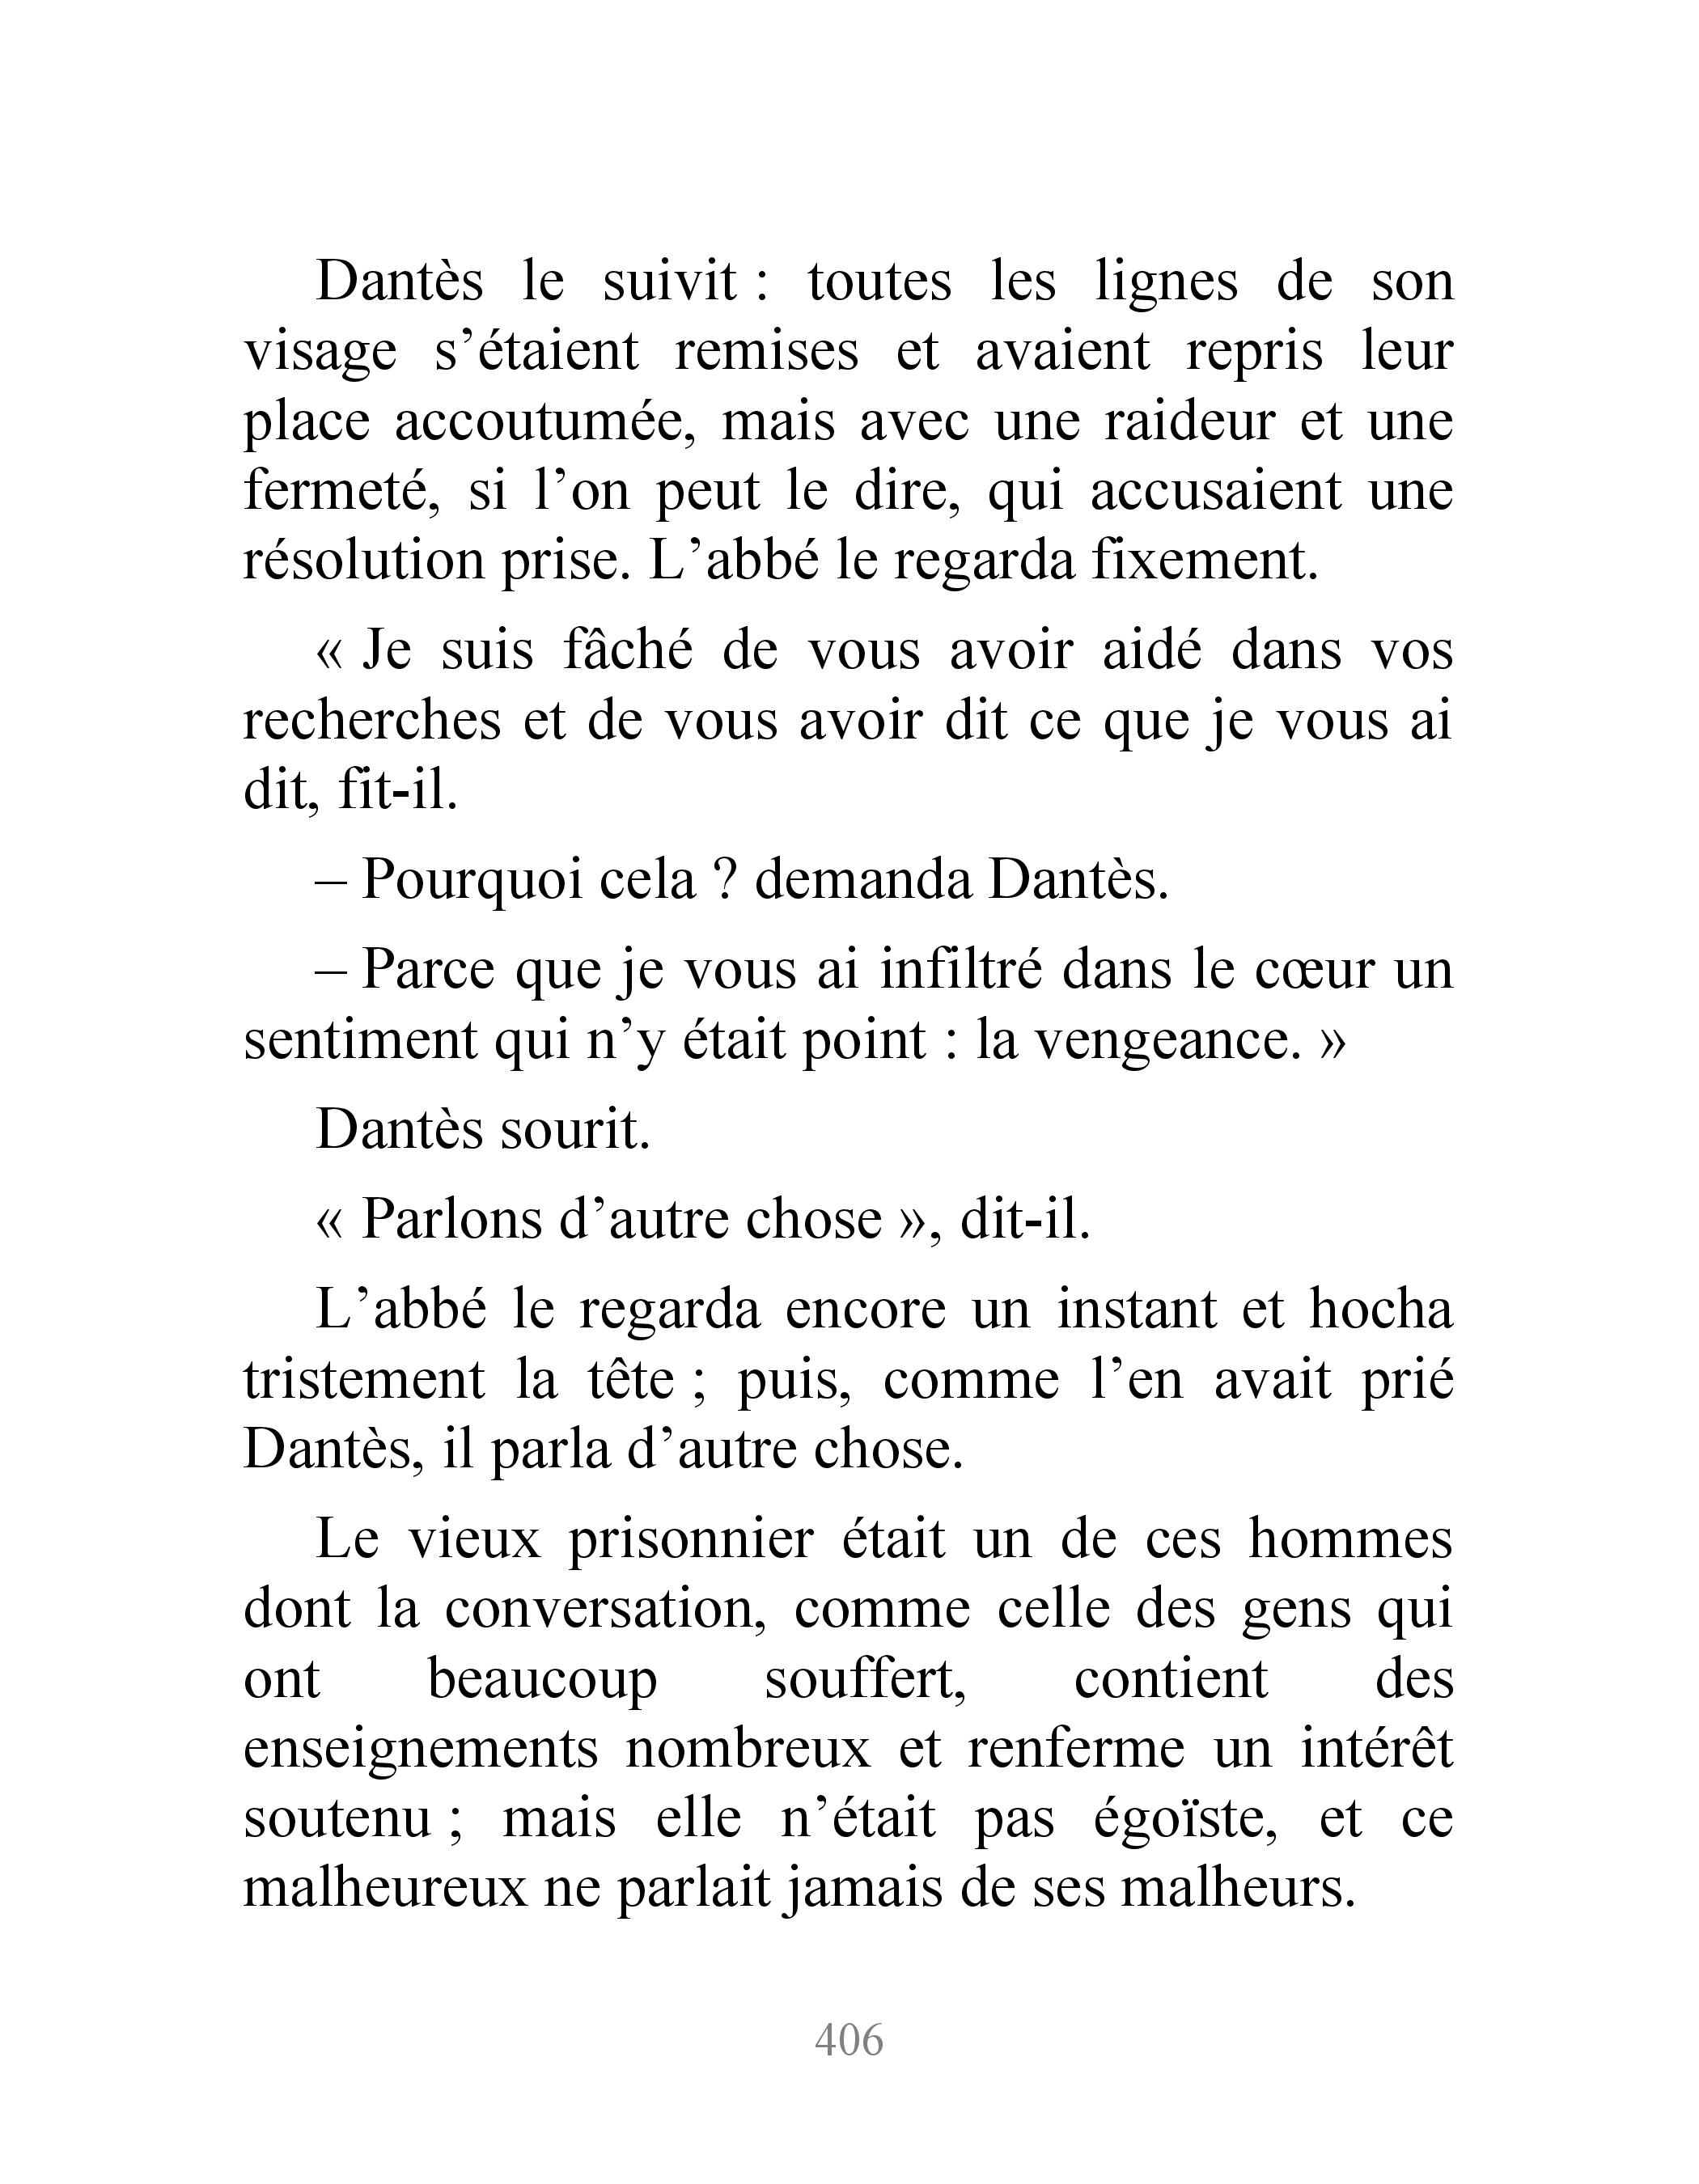 Dantès le suivit : toutes les lignes de son
visage s’étaient remises et avaient repris leur
place accoutumée, mais avec une raideur et une
fermeté, si l’on peut le dire, qui accusaient une
résolution prise. L’abbé le regarda fixement.
« Je suis fâché de vous avoir aidé dans vos
recherches et de vous avoir dit ce que je vous ai
dit, fit-il.
– Pourquoi cela ? demanda Dantès.
– Parce que je vous ai infiltré dans le cœur un
sentiment qui n’y était point : la vengeance. »
Dantès sourit.
« Parlons d’autre chose », dit-il.
L’abbé le regarda encore un instant et hocha
tristement la tête ; puis, comme l’en avait prié
Dantès, il parla d’autre chose.
Le vieux prisonnier était un de ces hommes
dont la conversation, comme celle des gens qui
ont beaucoup souffert, contient des
enseignements nombreux et renferme un intérêt
soutenu ; mais elle n’était pas égoïste, et ce
malheureux ne parlait jamais de ses malheurs.
406